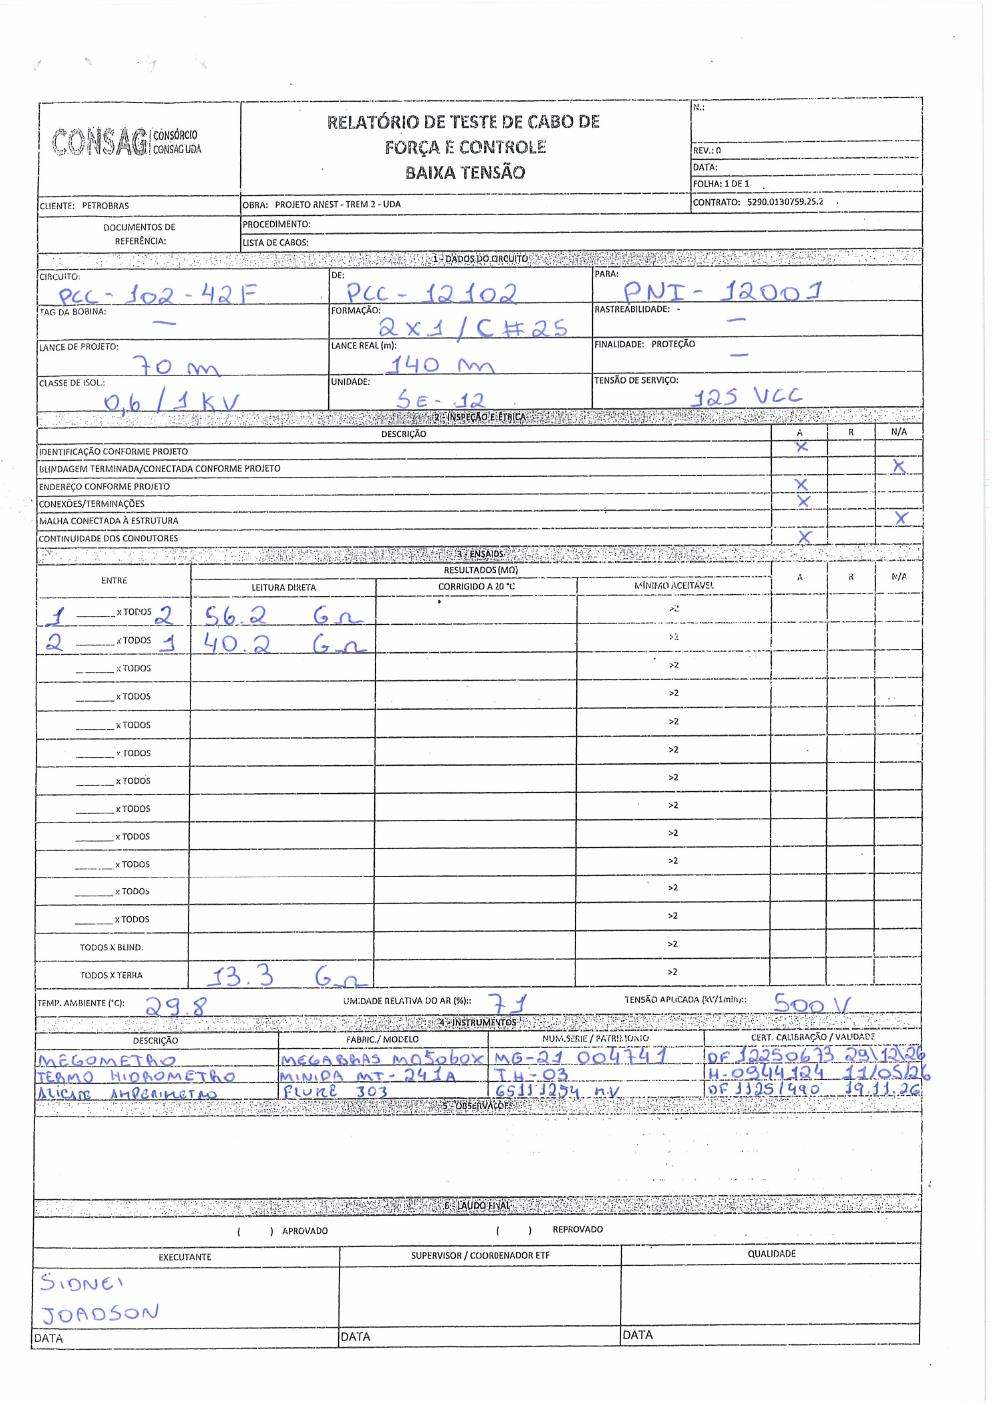 CONSAG CONSÓRCIO CONSAG UDA
RELATÓRIO DE TESTE DE CABO DE
FORÇA E CONTROLE
BAIXA TENSÃO
N.:
REV.: 0
DATA:
FOLHA: 1 DE 1
CLIENTE: PETROBRAS OBRA: PROJETO RNEST - TREM 2 - UDA CONTRATO: 5290.0130759.25.2
DOCUMENTOS DE REFERÊNCIA:
PROCEDIMENTO:
LISTA DE CABOS:
1 - DADOS DO CIRCUITO
CIRCUITO: PCC - 102 - 42F DE: PCC - 12102 PARA: PNI - 12001
TAG DA BOBINA: — FORMAÇÃO: 2 X 1 / C # 25 RASTREABILIDADE: - —
LANCE DE PROJETO: 70 m LANCE REAL (m): 140 m FINALIDADE: PROTEÇÃO —
CLASSE DE ISOL.: 0,6 / 1 KV UNIDADE: SE - 12 TENSÃO DE SERVIÇO: 125 VCC
2 - INSPEÇÃO ELÉTRICA
DESCRIÇÃO A R N/A
IDENTIFICAÇÃO CONFORME PROJETO X
BLINDAGEM TERMINADA/CONECTADA CONFORME PROJETO X
ENDEREÇO CONFORME PROJETO X
CONEXÕES/TERMINAÇÕES X
MALHA CONECTADA À ESTRUTURA X
CONTINUIDADE DOS CONDUTORES X
3 - ENSAIOS
ENTRE RESULTADOS (MΩ) A R N/A
LEITURA DIRETA CORRIGIDO A 20 °C MÍNIMO ACEITÁVEL
1 x TODOS 2 56.2 GΩ >2
2 x TODOS 1 40.2 GΩ >2
x TODOS >2
x TODOS >2
x TODOS >2
x TODOS >2
x TODOS >2
x TODOS >2
x TODOS >2
x TODOS >2
x TODOS >2
x TODOS >2
TODOS X BLIND. >2
TODOS X TERRA 13.3 GΩ >2
TEMP. AMBIENTE (°C): 29.8 UMIDADE RELATIVA DO AR (%):: 71 TENSÃO APLICADA (kV/1min):: 500 V
4 - INSTRUMENTOS
DESCRIÇÃO FABRIC./ MODELO NUM.SERIE / PATRIMONIO CERT. CALIBRAÇÃO / VALIDADE
MEGOMETRO MEGABRAS MD5060X MG-21 004741 DF 12250673 29\12\26
TERMO HIDROMETRO MINIPA MT-241A TH-03 H-0944124 11/05/26
ALICATE AMPERIMETRO FLUKE 303 65111254 NV DF 11251990 19.11.26
5 - OBSERVAÇÕES
6 - LAUDO FINAL
( ) APROVADO ( ) REPROVADO
EXECUTANTE SUPERVISOR / COORDENADOR ETF QUALIDADE
SIDNEI
JOADSON
DATA DATA DATA